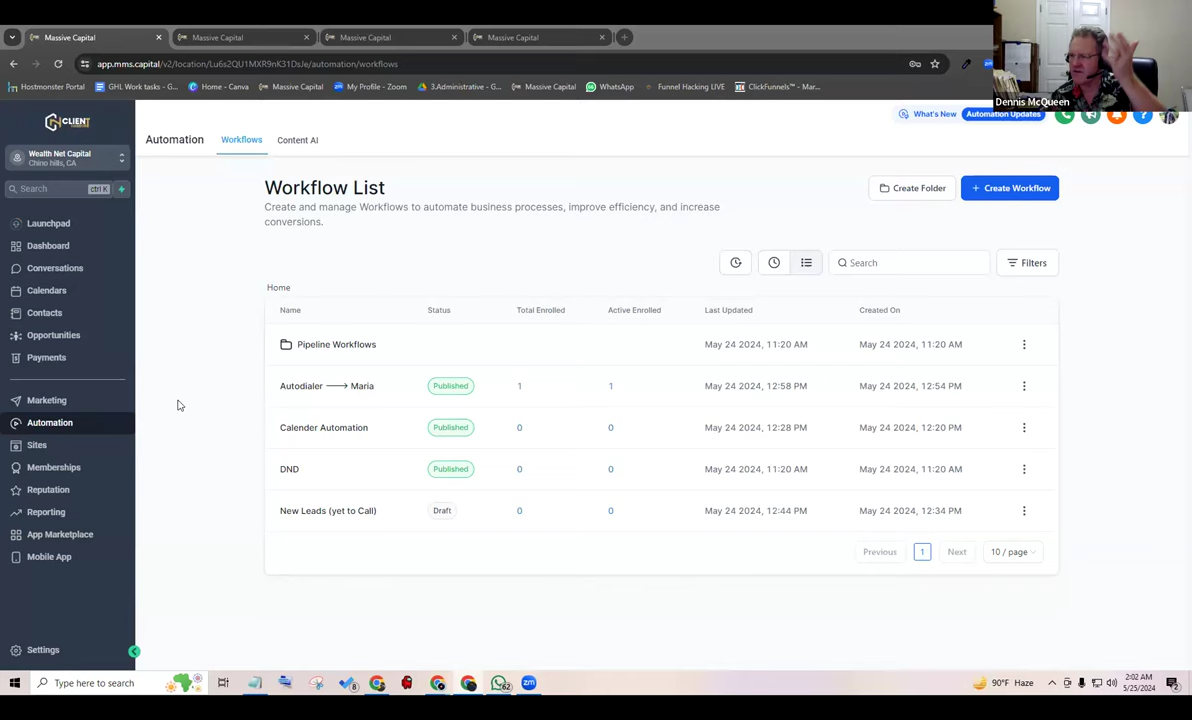 Massive Capital
Massive Capital
Massive Capital
Massive Capital
app.mms.capital/v2/location/Lu6s2QU1MXR9nK31DsJe/automation/workflows
Hostmonster Portal
GHL Work tasks - G...
Home - Canva
Massive Capital
My Profile - Zoom
3.Administrative - G...
Massive Capital
WhatsApp
Funnel Hacking LIVE
ClickFunnels™ - Mar...
Dennis McQueen
CLIENT
Wealth Net Capital
Chino hills, CA
Search ctrl K
Launchpad
Dashboard
Conversations
Calendars
Contacts
Opportunities
Payments
Marketing
Automation
Sites
Memberships
Reputation
Reporting
App Marketplace
Mobile App
Settings
Automation
Workflows
Content AI
What's New
Automation Updates
Workflow List
Create and manage Workflows to automate business processes, improve efficiency, and increase
conversions.
Create Folder
+ Create Workflow
Search
Filters
Home
Name Status Total Enrolled Active Enrolled Last Updated Created On
Pipeline Workflows May 24 2024, 11:20 AM May 24 2024, 11:20 AM
Autodialer ⟶ Maria Published 1 1 May 24 2024, 12:58 PM May 24 2024, 12:54 PM
Calender Automation Published 0 0 May 24 2024, 12:28 PM May 24 2024, 12:20 PM
DND Published 0 0 May 24 2024, 11:20 AM May 24 2024, 11:20 AM
New Leads (yet to Call) Draft 0 0 May 24 2024, 12:44 PM May 24 2024, 12:34 PM
Previous 1 Next 10 / page
Type here to search
8
62
90°F Haze
2:02 AM
5/25/2024
2